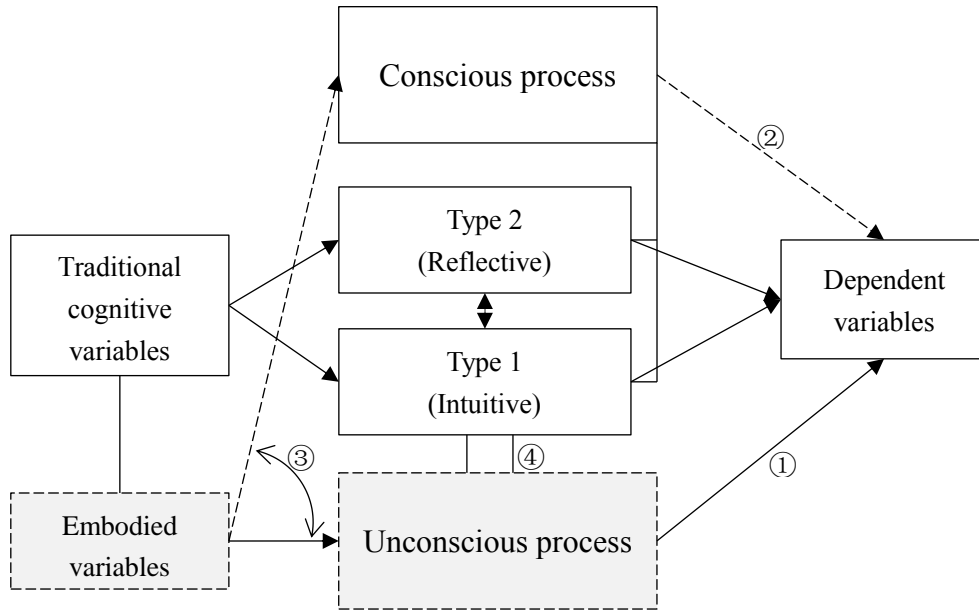 Conscious process
②
Type 2
(Reflective)
Traditional
cognitive
variables
Dependent
variables
Type 1
(Intuitive)
③
④
①
Embodied
variables
Unconscious process